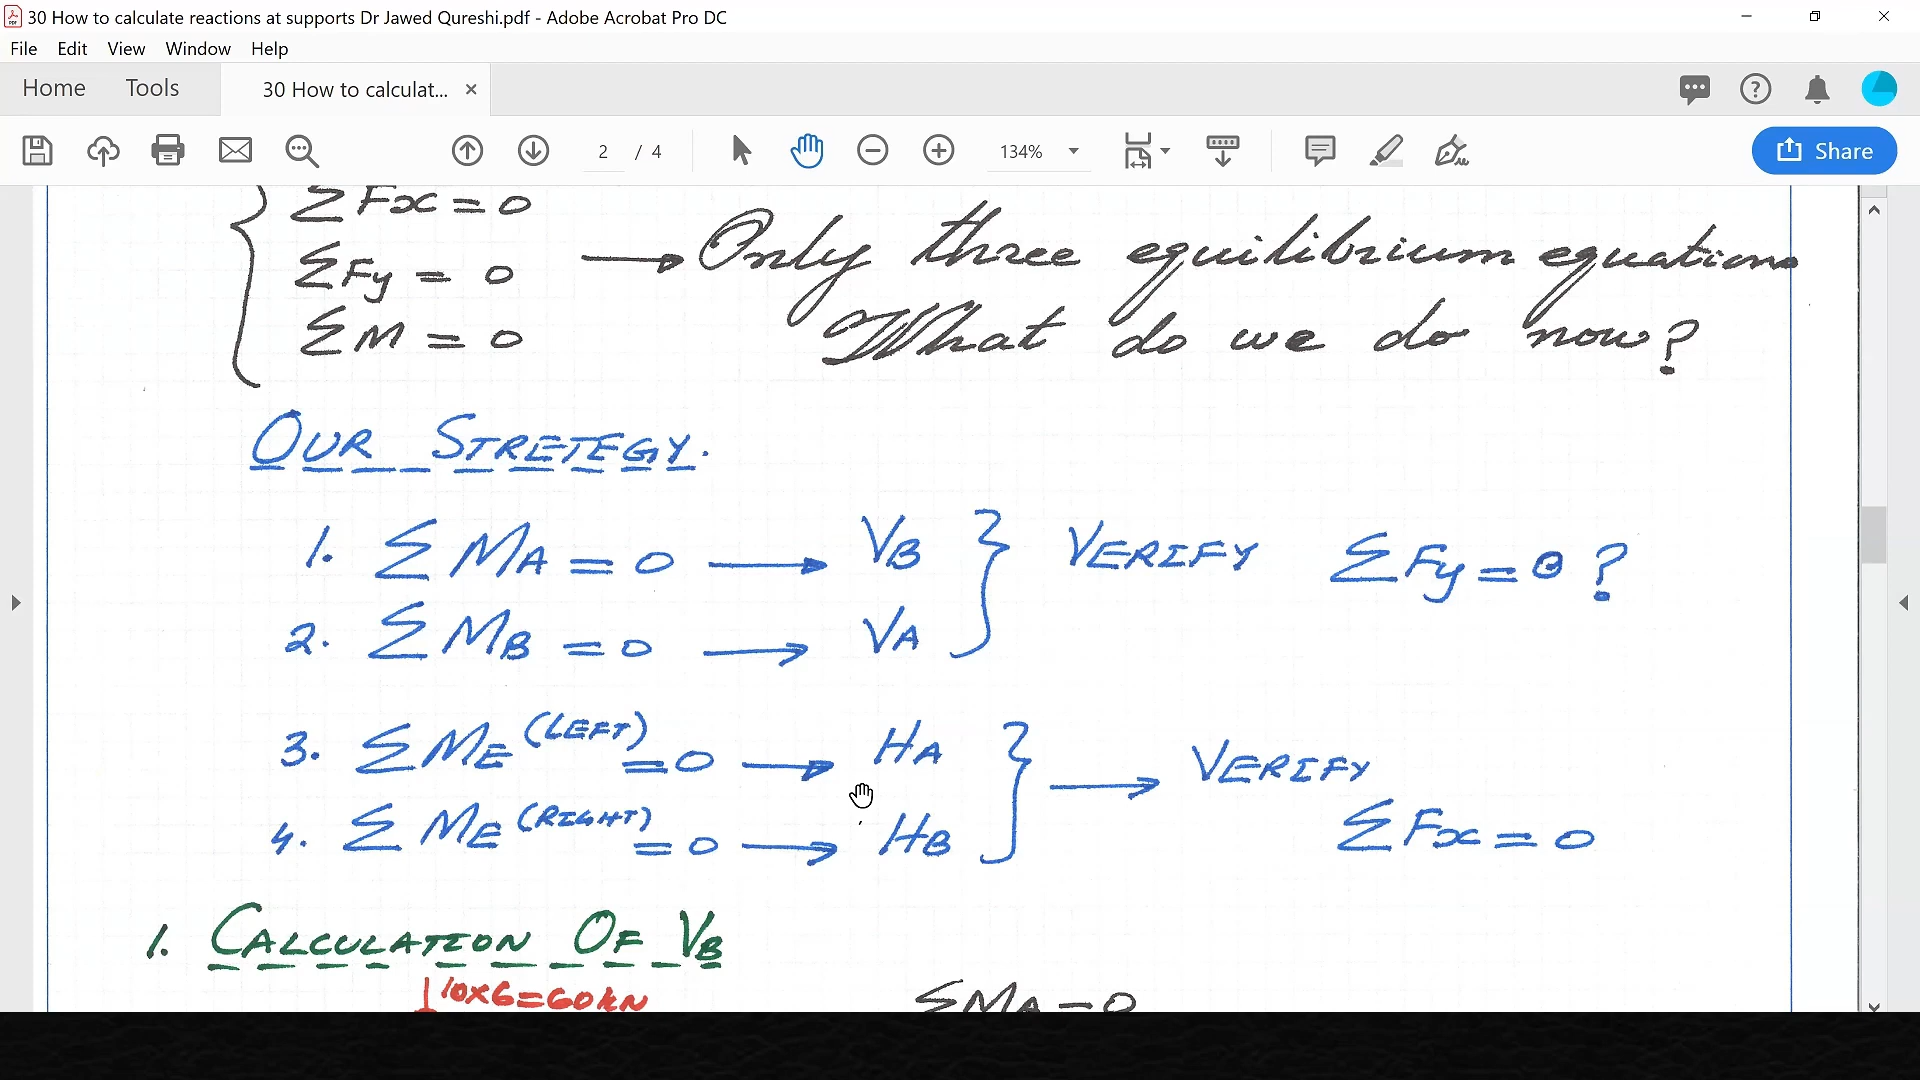 30 How to calculate reactions at supports Dr Jawed Qureshi.pdf - Adobe Acrobat Pro DC
File Edit View Window Help
Home Tools 30 How to calculat... ×
2 / 4 134% Share
ΣFx = 0
ΣFy = 0 → Only three equilibrium equations
ΣM = 0 What do we do now?
OUR STRETEGY.
1. ΣMA = 0 → VB } VERIFY ΣFy = 0 ?
2. ΣMB = 0 → VA
3. ΣME (LEFT) = 0 → HA } → VERIFY
4. ΣME (RIGHT) = 0 → HB ΣFx = 0
1. CALCULATION OF VB
10x6=60kN ΣMA = 0